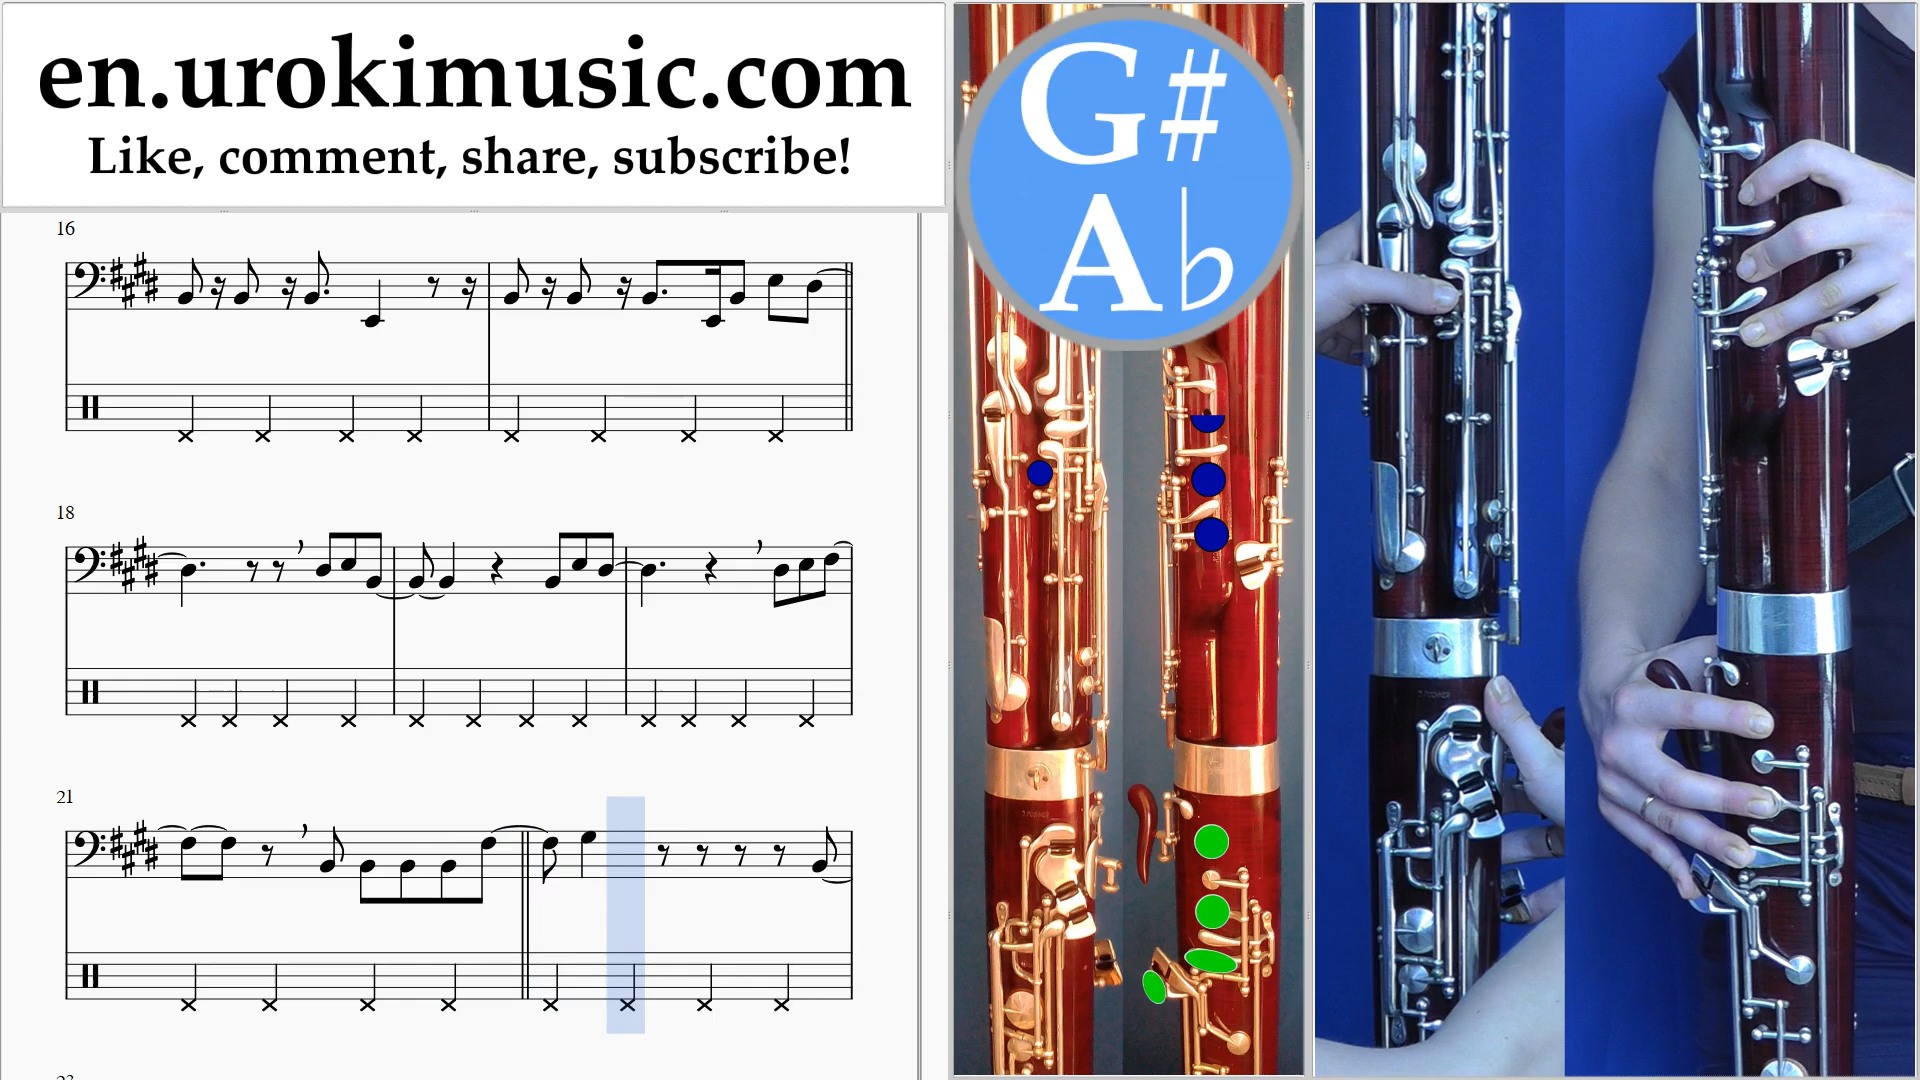 en.urokimusic.com
Like, comment, share, subscribe!
16
18
21
G#
A♭